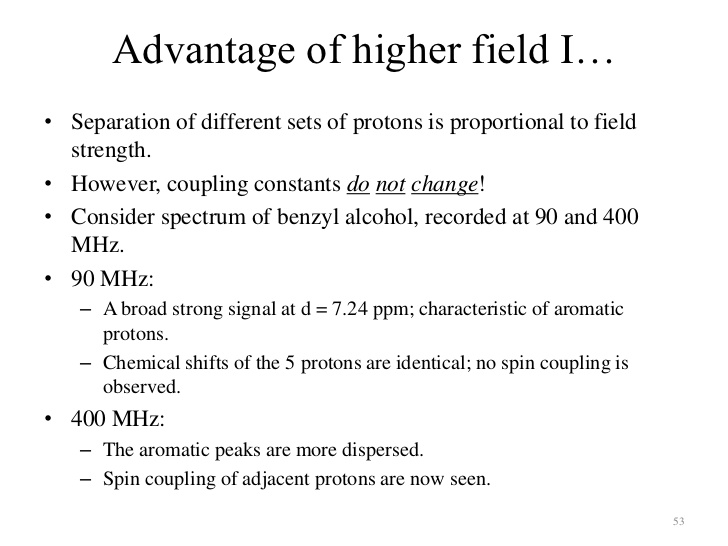 Advantage of higher field I…
• Separation of different sets of protons is proportional to field
strength.
• However, coupling constants do not change!
• Consider spectrum of benzyl alcohol, recorded at 90 and 400
MHz.
• 90 MHz:
– A broad strong signal at d = 7.24 ppm; characteristic of aromatic
protons.
– Chemical shifts of the 5 protons are identical; no spin coupling is
observed.
• 400 MHz:
– The aromatic peaks are more dispersed.
– Spin coupling of adjacent protons are now seen.
53